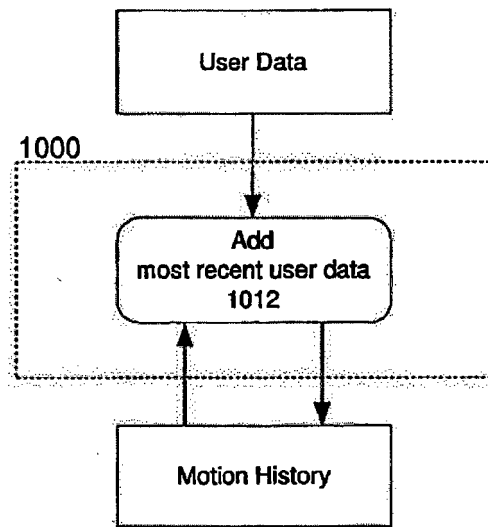 User Data
1000
Add
most recent user data
1012
Motion History